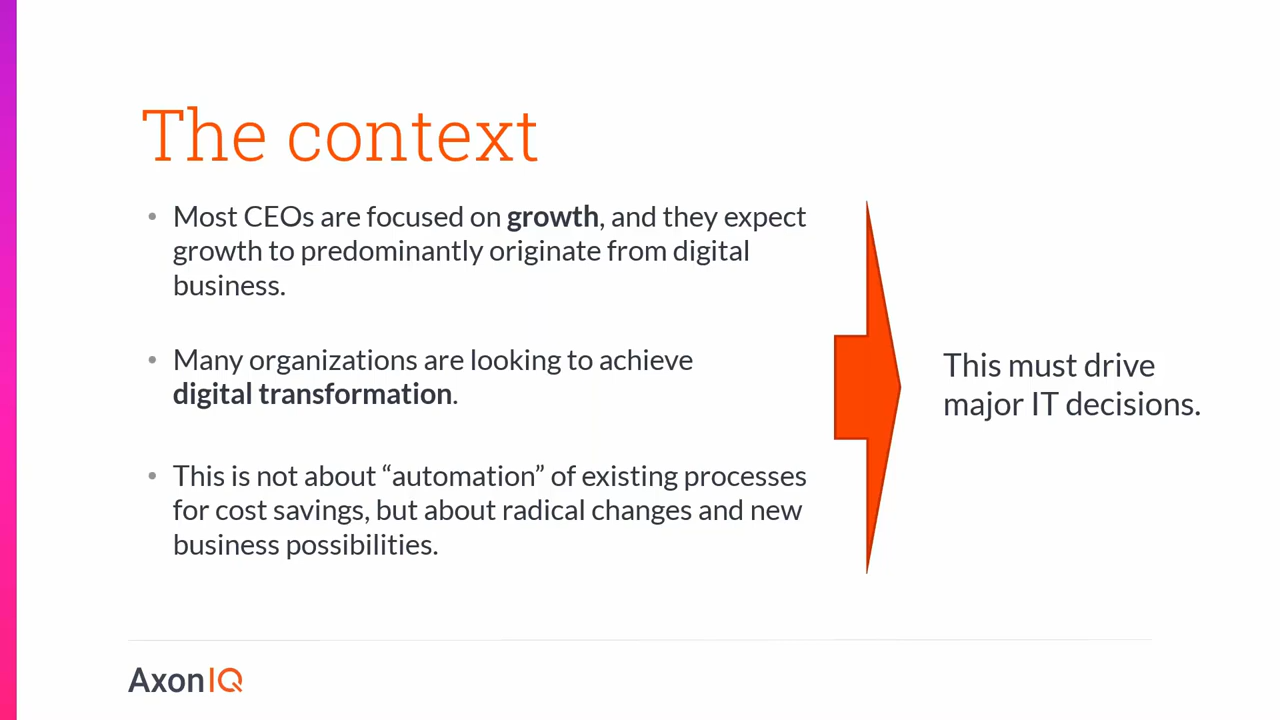 The context
• Most CEOs are focused on growth, and they expect
growth to predominantly originate from digital
business.
• Many organizations are looking to achieve
digital transformation.
• This is not about “automation” of existing processes
for cost savings, but about radical changes and new
business possibilities.
This must drive
major IT decisions.
AxonIQ